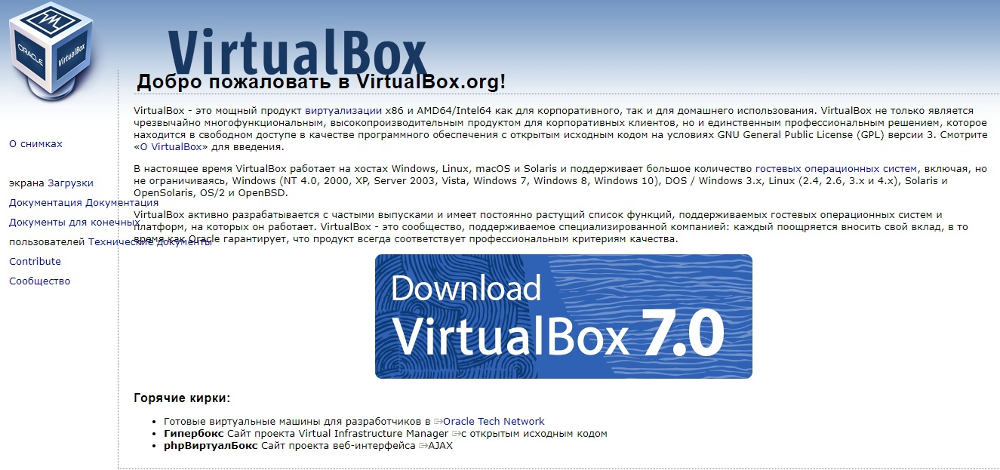 ORACLE
VirtualBox
VirtualBox
Добро пожаловать в VirtualBox.org!
О снимках
экрана Загрузки
Документация Документация
Документы для конечных
пользователей Технические документы
Contribute
Сообщество
VirtualBox - это мощный продукт виртуализации x86 и AMD64/Intel64 как для корпоративного, так и для домашнего использования. VirtualBox не только является
чрезвычайно многофункциональным, высокопроизводительным продуктом для корпоративных клиентов, но и единственным профессиональным решением, которое
находится в свободном доступе в качестве программного обеспечения с открытым исходным кодом на условиях GNU General Public License (GPL) версии 3. Смотрите
«О VirtualBox» для введения.
В настоящее время VirtualBox работает на хостах Windows, Linux, macOS и Solaris и поддерживает большое количество гостевых операционных систем, включая, но
не ограничиваясь, Windows (NT 4.0, 2000, XP, Server 2003, Vista, Windows 7, Windows 8, Windows 10), DOS / Windows 3.x, Linux (2.4, 2.6, 3.x и 4.x), Solaris и
OpenSolaris, OS/2 и OpenBSD.
VirtualBox активно разрабатывается с частыми выпусками и имеет постоянно растущий список функций, поддерживаемых гостевых операционных систем и
платформ, на которых он работает. VirtualBox - это сообщество, поддерживаемое специализированной компанией: каждый поощряется вносить свой вклад, в то
время как Oracle гарантирует, что продукт всегда соответствует профессиональным критериям качества.
Download
VirtualBox 7.0
Горячие кирки:
Готовые виртуальные машины для разработчиков в Oracle Tech Network
Гипербокс Сайт проекта Virtual Infrastructure Manager с открытым исходным кодом
phpВиртуалБокс Сайт проекта веб-интерфейса AJAX